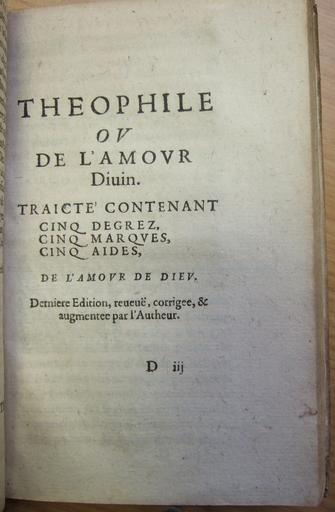 THEOPHILE
OV
DE L'AMOVR
Diuin.
TRAICTE' CONTENANT
CINQ DEGREZ,
CINQ MARQVES,
CINQ AIDES,
DE L'AMOVR DE DIEV.
Derniere Edition, reueuë, corrigee, &
augmentee par l'Autheur.
D iij